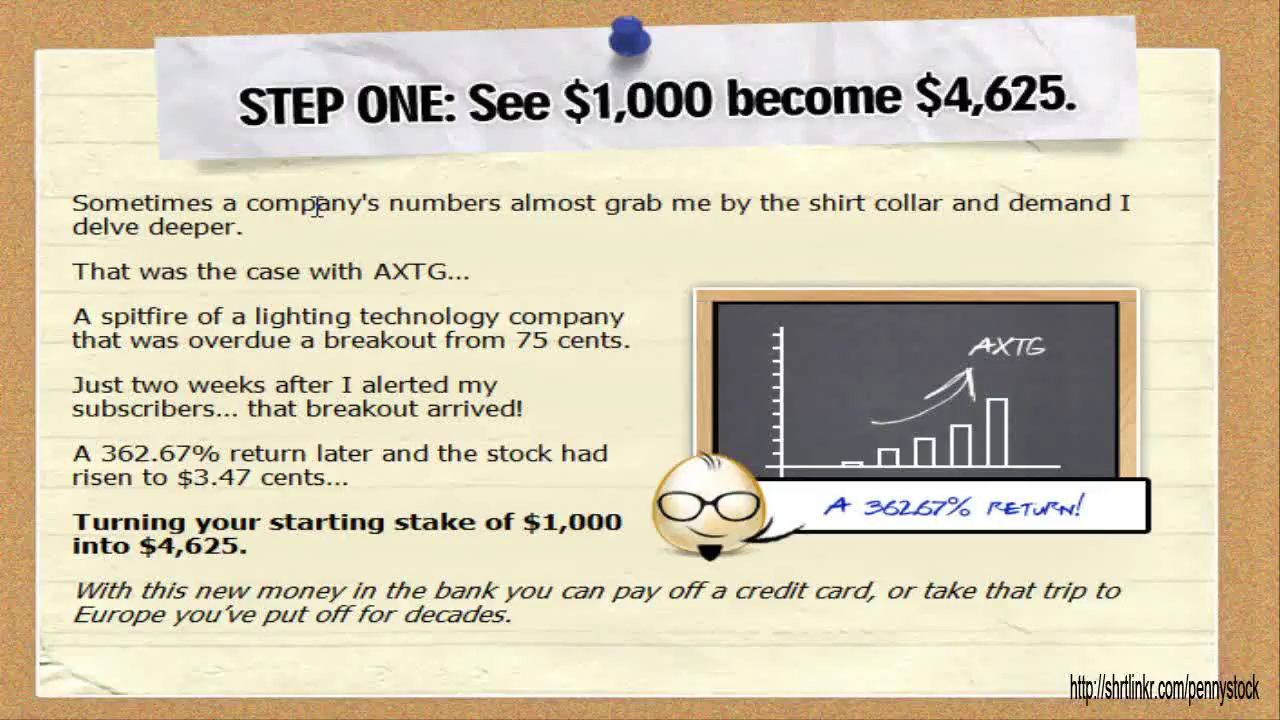 STEP ONE: See $1,000 become $4,625.
Sometimes a company's numbers almost grab me by the shirt collar and demand I
delve deeper.
That was the case with AXTG...
A spitfire of a lighting technology company
that was overdue a breakout from 75 cents.
Just two weeks after I alerted my
subscribers... that breakout arrived!
A 362.67% return later and the stock had
risen to $3.47 cents...
Turning your starting stake of $1,000
into $4,625.
AXTG
A 362.67% RETURN!
With this new money in the bank you can pay off a credit card, or take that trip to
Europe you’ve put off for decades.
http://shrtlinkr.com/pennystock